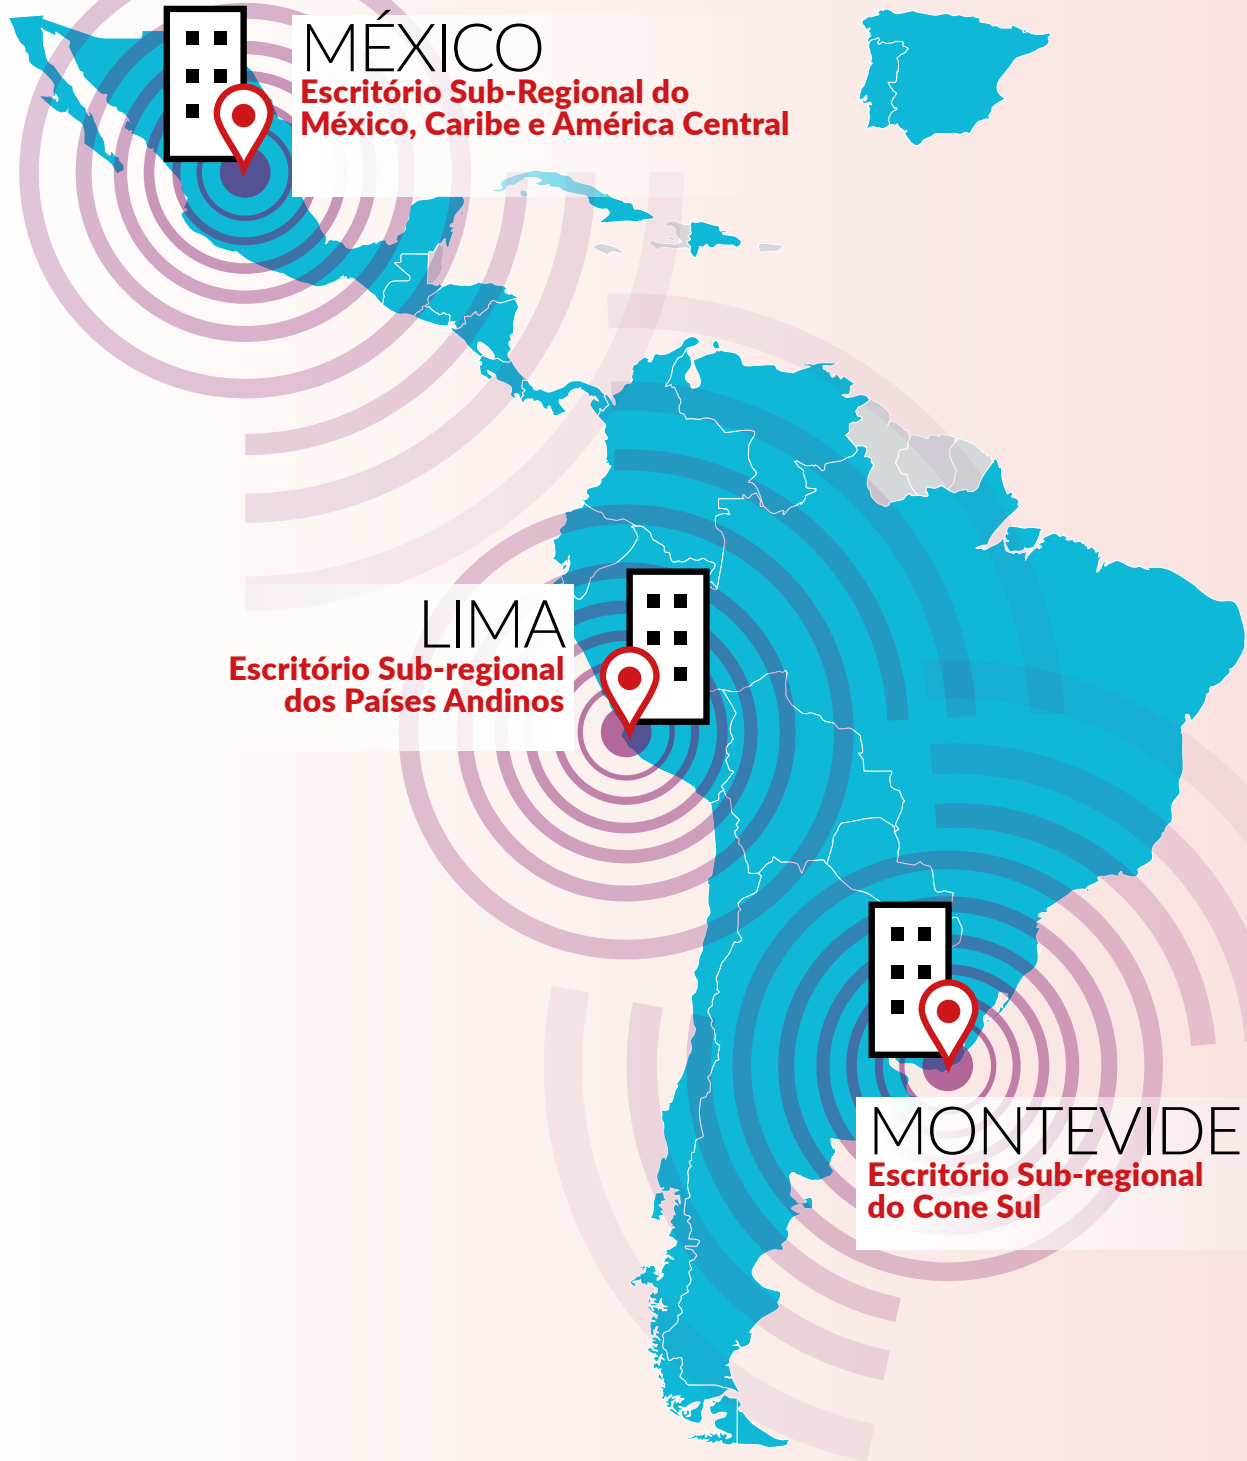 MÉXICO
Escritório Sub-Regional do
México, Caribe e América Central
LIMA
Escritório Sub-regional
dos Países Andinos
MONTEVIDE
Escritório Sub-regional
do Cone Sul